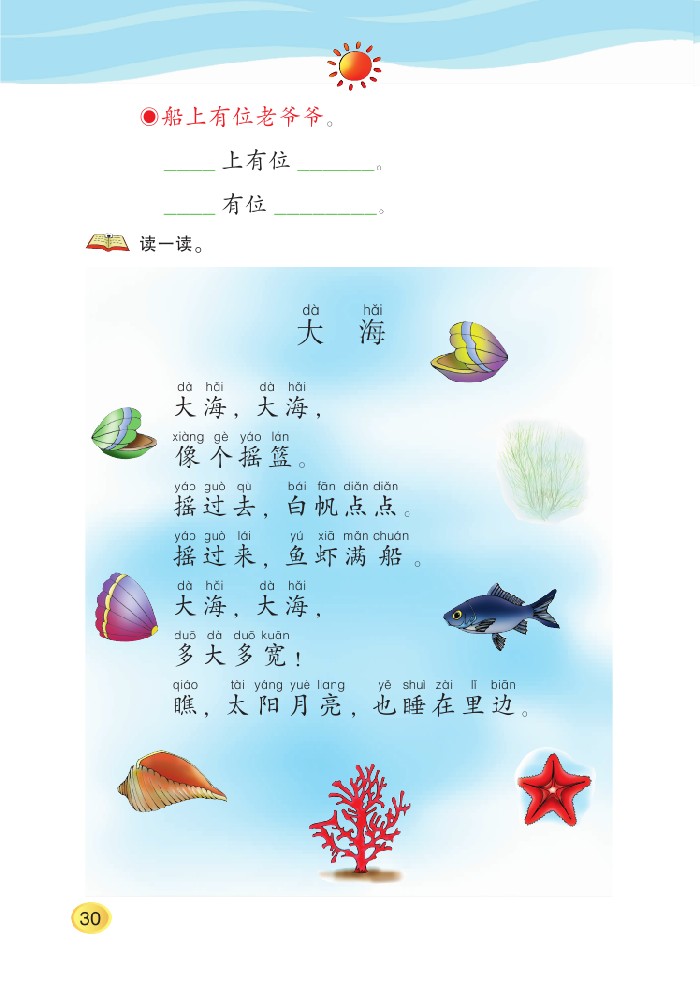 船上有位老爷爷。
______ 上有位 _________。
______ 有位 ____________。
读一读。
dà hǎi
大 海
dà hǎi dà hǎi
大海，大海，
xiàng gè yáo lán
像个摇篮。
yáo guò qù bái fān diǎn diǎn
摇过去，白帆点点。
yáo guò lái yú xiā mǎn chuán
摇过来，鱼虾满船。
dà hǎi dà hǎi
大海，大海，
duō dà duō kuān
多大多宽！
qiáo tài yáng yuè liang yě shuì zài lǐ biān
瞧，太阳月亮，也睡在里边。
30